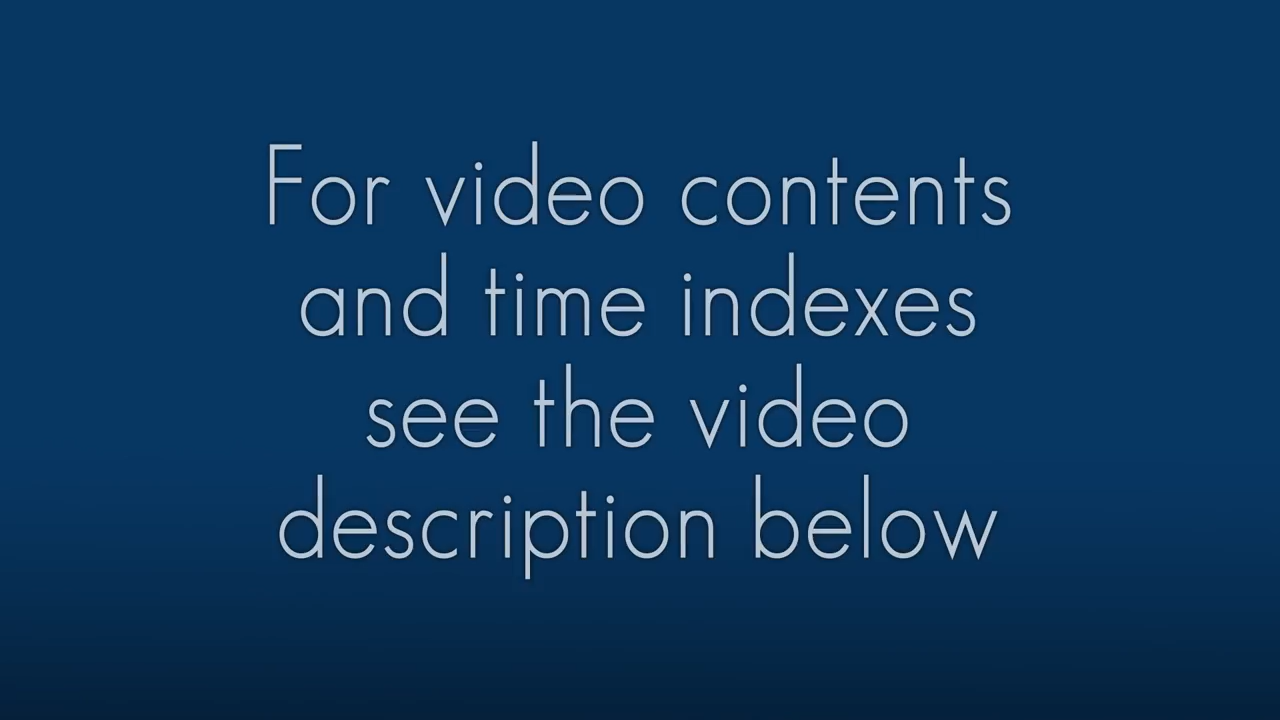 For video contents
and time indexes
see the video
description below